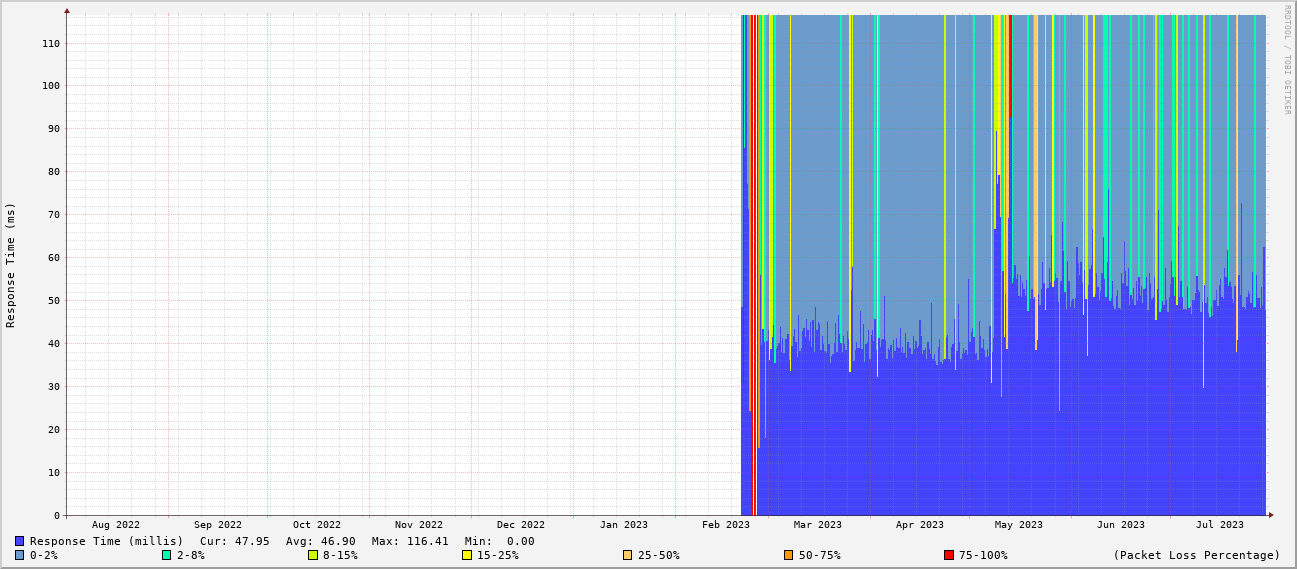 RRDTOOL / TOBI OETIKER
Response Time (ms)
110
100
90
80
70
60
50
40
30
20
10
0
Aug 2022 Sep 2022 Oct 2022 Nov 2022 Dec 2022 Jan 2023 Feb 2023 Mar 2023 Apr 2023 May 2023 Jun 2023 Jul 2023
Response Time (millis) Cur: 47.95 Avg: 46.90 Max: 116.41 Min: 0.00
0-2% 2-8% 8-15% 15-25% 25-50% 50-75% 75-100% (Packet Loss Percentage)